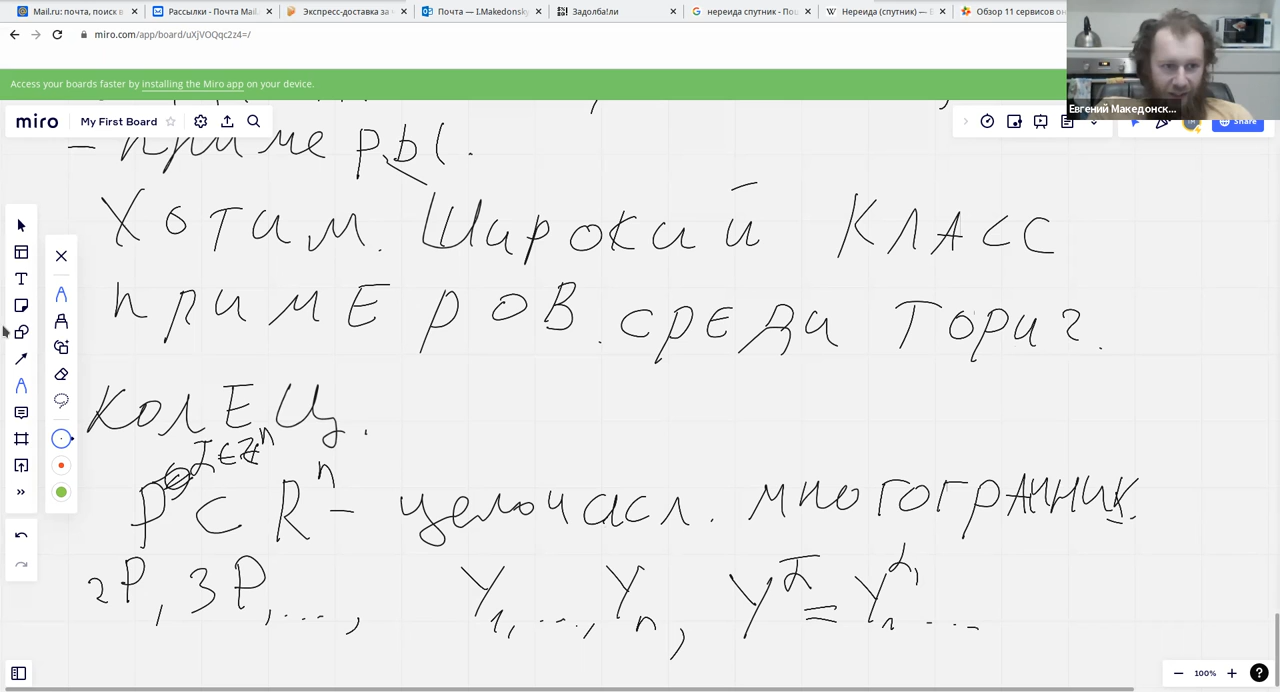 Mail.ru: почта, поиск в
Рассылки - Почта Mail.
Экспресс-доставка за
Почта — I.Makedonsky
Задолба!ли
нереида спутник - По
Нереида (спутник) —
Обзор 11 сервисов он
miro.com/app/board/uXjVOQqc2z4=/
Access your boards faster by installing the Miro app on your device.
Евгений Македонск...
miro
My First Board
Share
- примеры.
Хотим. Широкий КЛАСС
примеров. среди ториč.
колец.
P ⊂ R^n - целочисл. многогранник.
I ∈ Z^n
2P, 3P, ...,
Y_1, ..., Y_n, Y^I = Y_1^{i_1} ...
100%